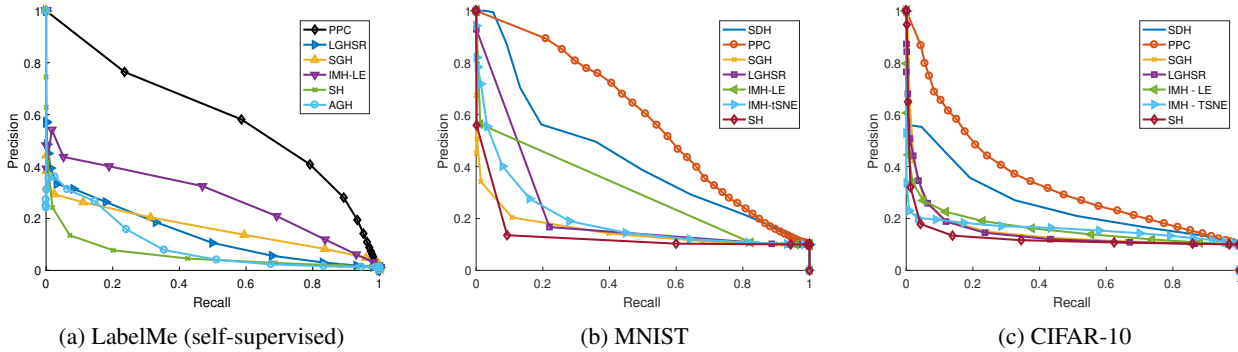 1
0.8
0.6
0.4
0.2
0
Precision
0
0.2
0.4
0.6
0.8
1
Recall
PPC
LGHSR
SGH
IMH-LE
SH
AGH
(a) LabelMe (self-supervised)
1
0.8
0.6
0.4
0.2
0
Precision
0
0.2
0.4
0.6
0.8
1
Recall
SDH
PPC
SGH
LGHSR
IMH-LE
IMH-tSNE
SH
(b) MNIST
1
0.8
0.6
0.4
0.2
0
Precision
0
0.2
0.4
0.6
0.8
1
Recall
SDH
PPC
SGH
LGHSR
IMH - LE
IMH - TSNE
SH
(c) CIFAR-10